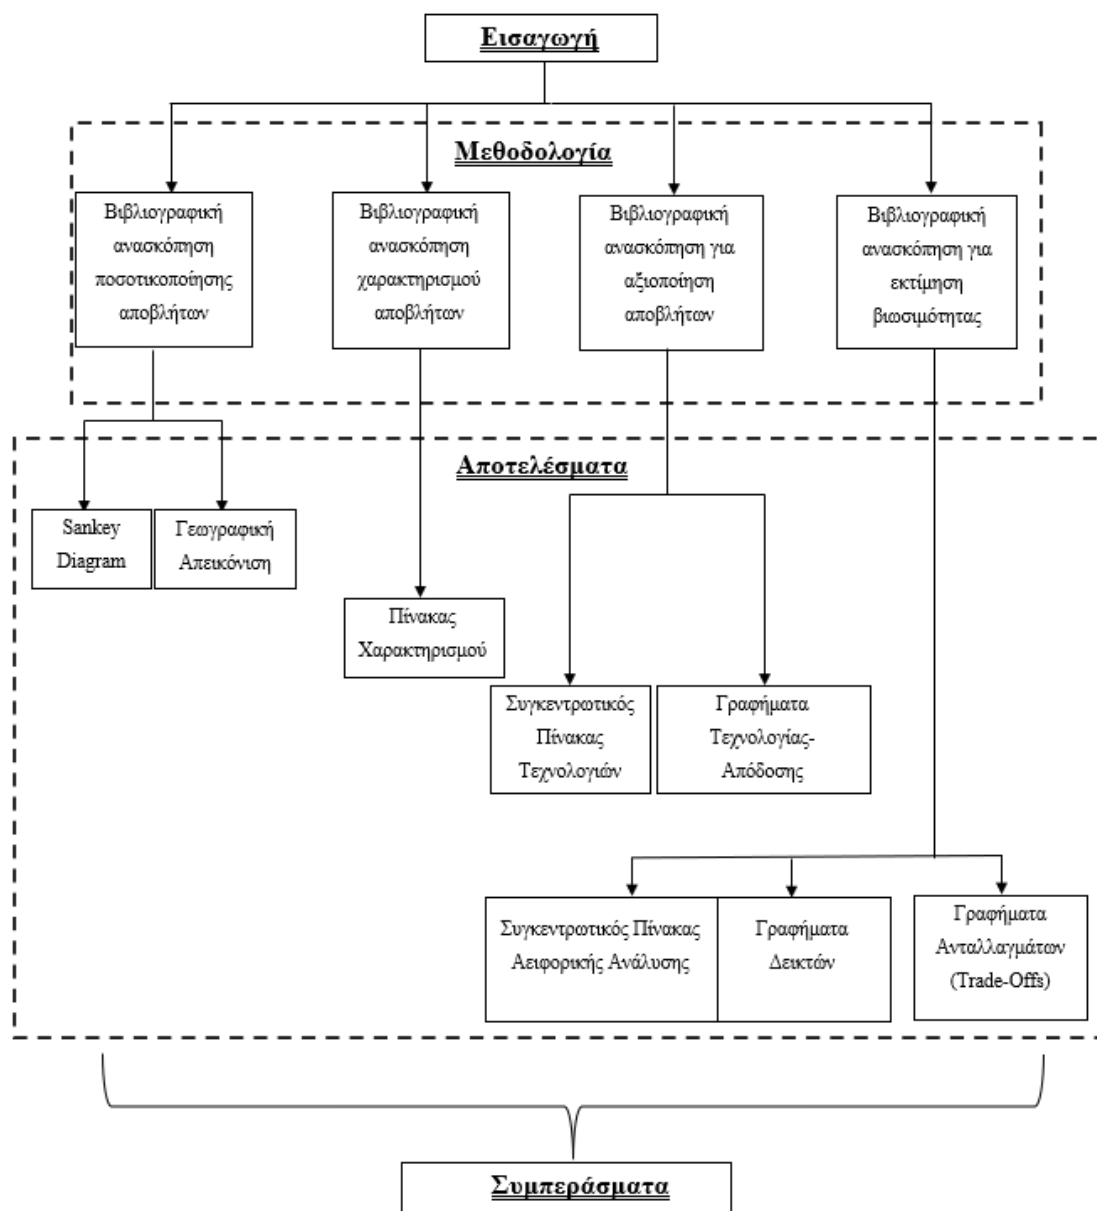 Εισαγωγή
Μεθοδολογία
Βιβλιογραφική
ανασκόπηση
ποσοτικοποίησης
αποβλήτων
Βιβλιογραφική
ανασκόπηση
χαρακτηρισμού
αποβλήτων
Βιβλιογραφική
ανασκόπηση για
αξιοποίηση
αποβλήτων
Βιβλιογραφική
ανασκόπηση για
εκτίμηση
βιωσιμότητας
Αποτελέσματα
Sankey
Diagram
Γεωγραφική
Απεικόνιση
Πίνακας
Χαρακτηρισμού
Συγκεντρωτικός
Πίνακας
Τεχνολογιών
Γραφήματα
Τεχνολογίας-
Απόδοσης
Συγκεντρωτικός Πίνακας
Αειφορικής Ανάλυσης
Γραφήματα
Δεικτών
Γραφήματα
Ανταλλαγμάτων
(Trade-Offs)
Συμπεράσματα